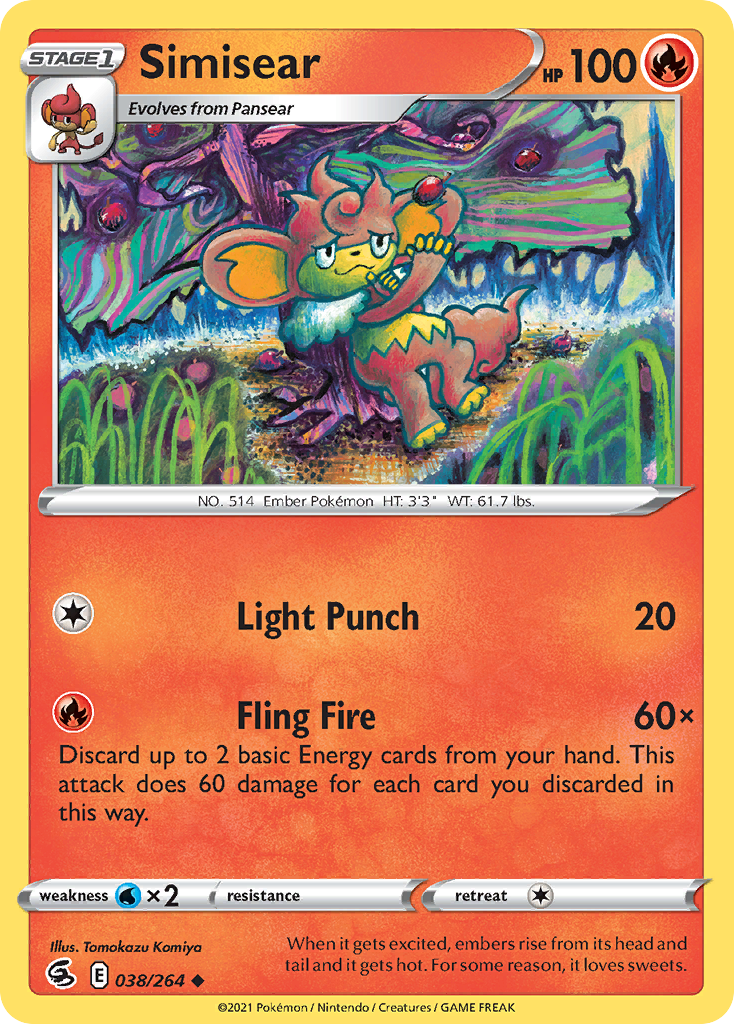 STAGE1
Simisear
HP 100
Evolves from Pansear
NO. 514 Ember Pokémon HT: 3'3" WT: 61.7 lbs.
Light Punch 20
Fling Fire 60×
Discard up to 2 basic Energy cards from your hand. This
attack does 60 damage for each card you discarded in
this way.
weakness ×2 resistance retreat
Illus. Tomokazu Komiya
When it gets excited, embers rise from its head and
tail and it gets hot. For some reason, it loves sweets.
E 038/264
©2021 Pokémon / Nintendo / Creatures / GAME FREAK